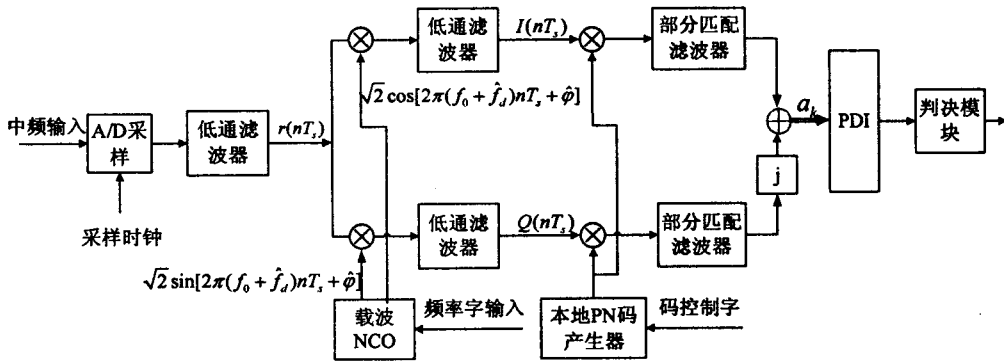 中频输入
A/D采
样
采样时钟
低通滤
波器
r(nT_s)
低通滤
波器
I(nT_s)
√2cos[2π(f_0+f̂_d)nT_s+φ̂]
部分匹配
滤波器
a_k
PDI
判决模
块
j
低通滤
波器
Q(nT_s)
部分匹配
滤波器
√2sin[2π(f_0+f̂_d)nT_s+φ̂]
载波
NCO
频率字输入
本地PN码
产生器
码控制字